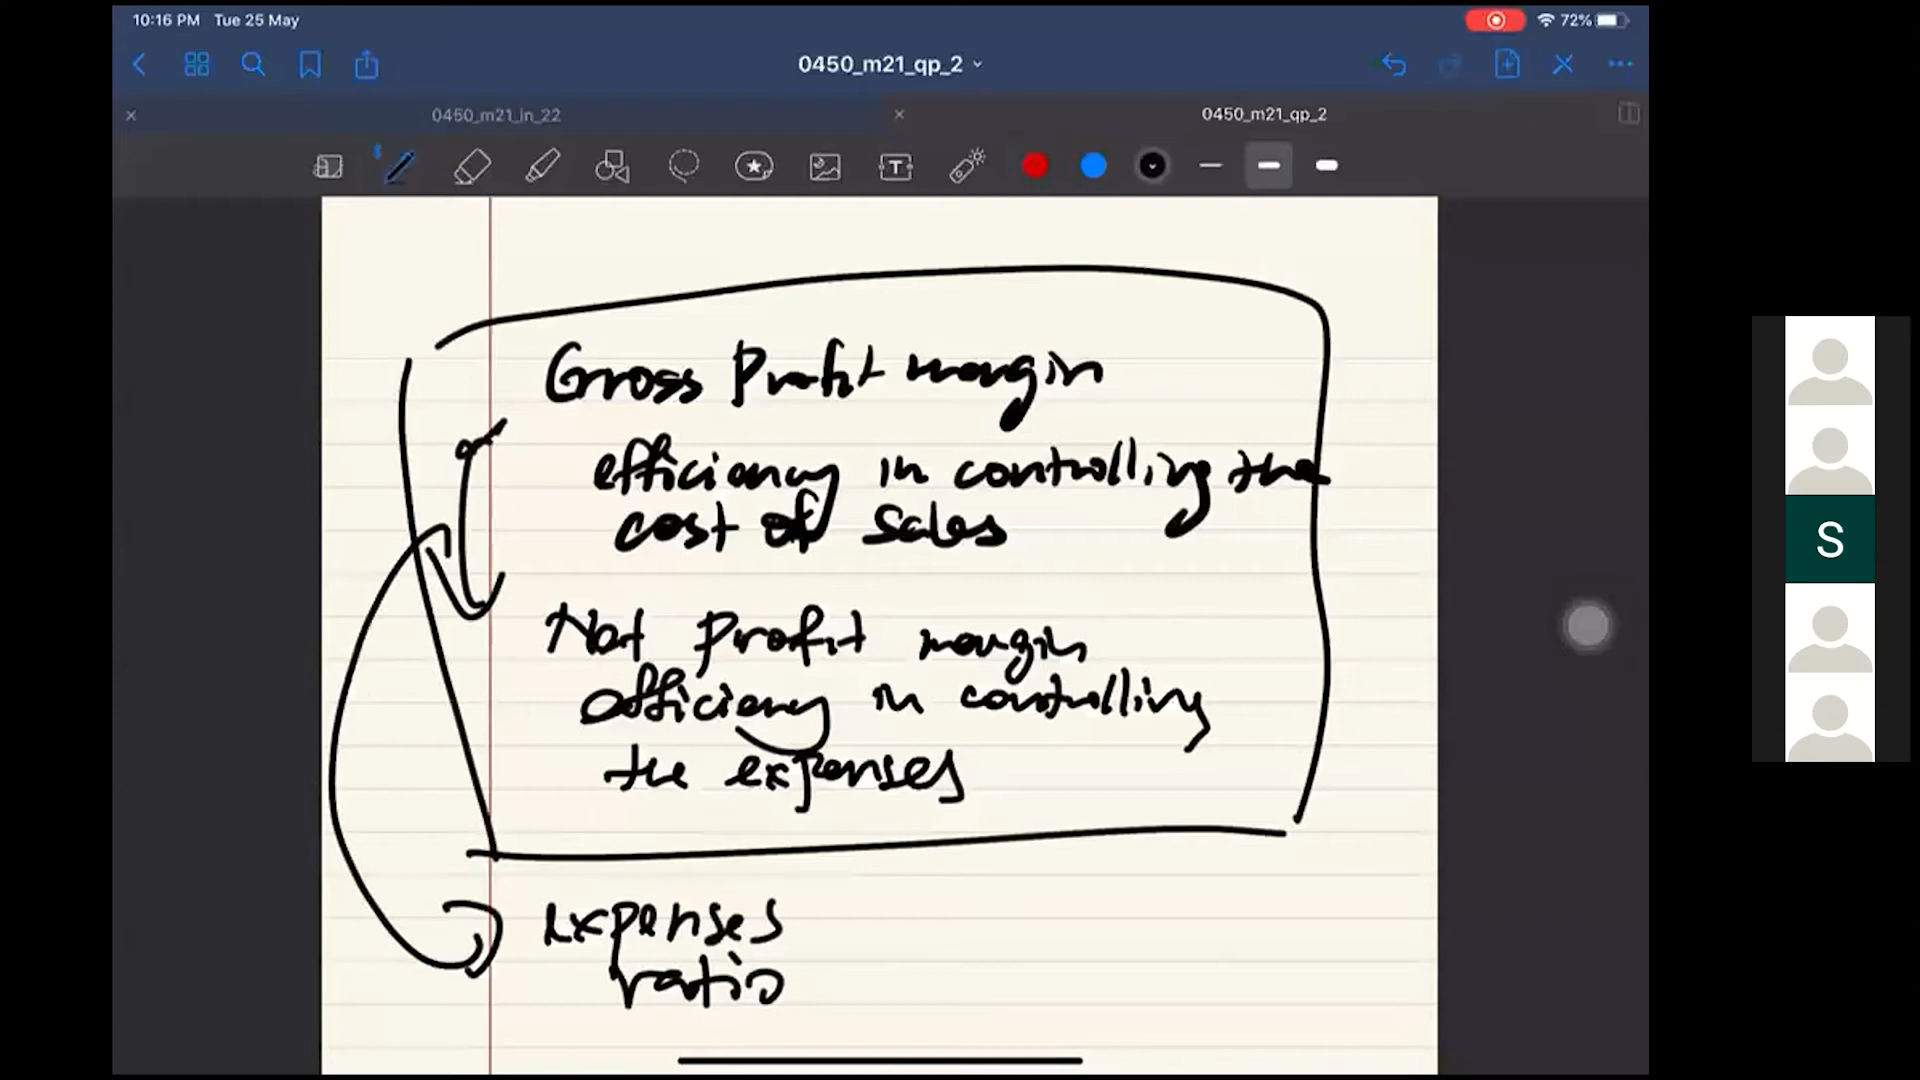 10:16 PM Tue 25 May
72%
0450_m21_qp_2
0450_m21_in_22
0450_m21_qp_2
T
Gross Profit margin
efficiency in controlling the
cost of sales
Net profit margin
efficiency in controlling
the expenses
Expenses
ratio
S